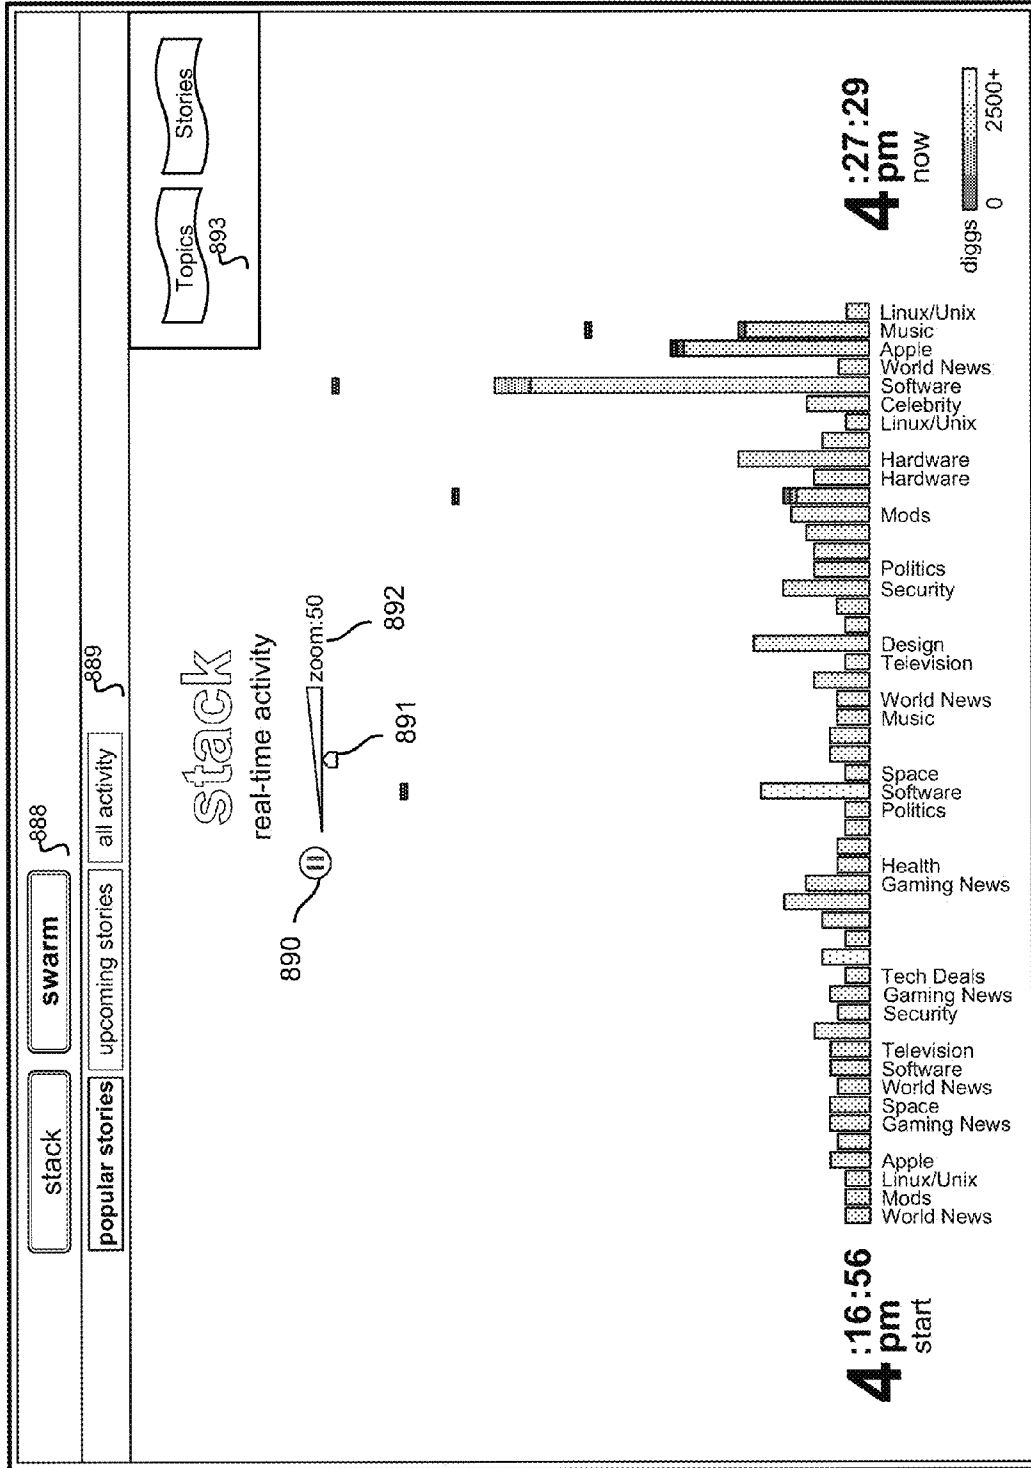 stack
swarm
888
popular stories
upcoming stories
all activity
889
Topics
Stories
893
stack
real-time activity
zoom:50
890
891
892
4:16:56
pm
start
World News
Mods
Linux/Unix
Apple
Gaming News
Space
World News
Software
Television
Security
Gaming News
Tech Deals
Gaming News
Health
Politics
Software
Space
Music
World News
Television
Design
Security
Politics
Mods
Hardware
Hardware
Linux/Unix
Celebrity
Software
World News
Apple
Music
Linux/Unix
4:27:29
pm
now
diggs
0
2500+